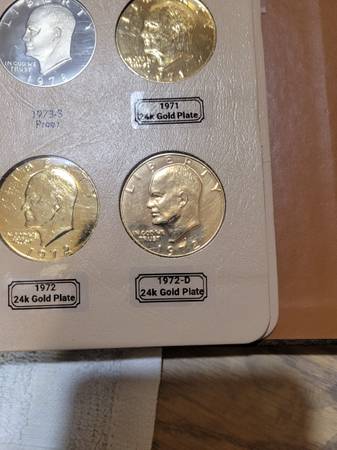 LIBERTY
IN GOD WE
TRUST
1973-S
Proof
1971
24k Gold Plate
LIBERTY
IN GOD WE
TRUST
1972
1972
24k Gold Plate
LIBERTY
IN GOD WE
TRUST
1972
1972-D
24k Gold Plate